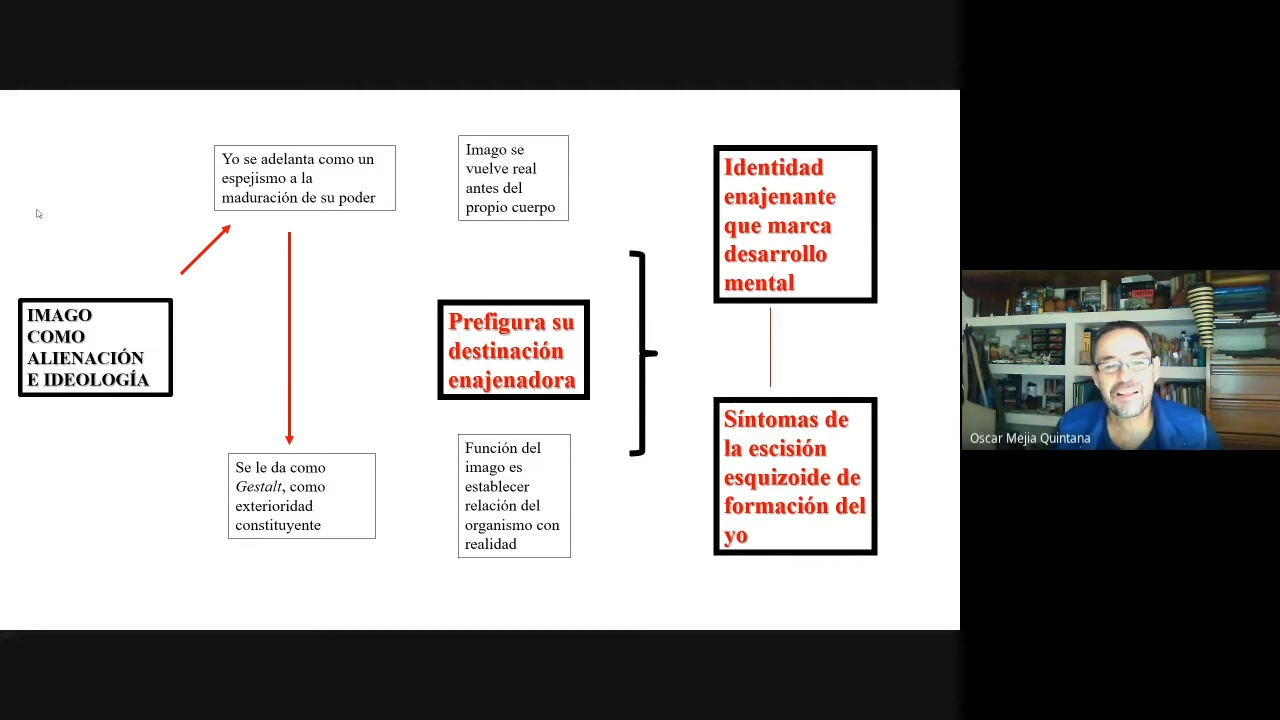 IMAGO
COMO
ALIENACIÓN
E IDEOLOGÍA
Yo se adelanta como un
espejismo a la
maduración de su poder
Se le da como
Gestalt, como
exterioridad
constituyente
Imago se
vuelve real
antes del
propio cuerpo
Prefigura su
destinación
enajenadora
Función del
imago es
establecer
relación del
organismo con
realidad
Identidad
enajenante
que marca
desarrollo
mental
Síntomas de
la escisión
esquizoide de
formación del
yo
Oscar Mejia Quintana